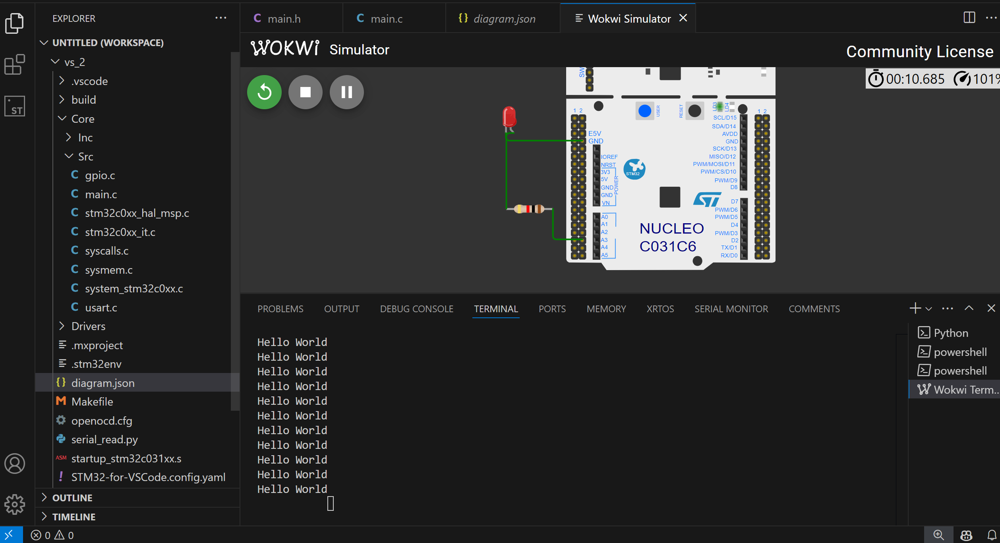 EXPLORER
UNTITLED (WORKSPACE)
vs_2
.vscode
build
Core
Inc
Src
C gpio.c
C main.c
C stm32c0xx_hal_msp.c
C stm32c0xx_it.c
C syscalls.c
C sysmem.c
C system_stm32c0xx.c
C usart.c
Drivers
.mxproject
.stm32env
{} diagram.json
M Makefile
openocd.cfg
serial_read.py
ASM startup_stm32c031xx.s
! STM32-for-VSCode.config.yaml
OUTLINE
TIMELINE
ST
C main.h
C main.c
{} diagram.json
Wokwi Simulator
WOKWi Simulator
Community License
00:10.685 101%
SW
USER
RESET
LD3
LD4
1 2
1 2
E5V
GND
IOREF
NRST
3V3
5V
GND
GND
VN
POWER
A0
A1
A2
A3
A4
A5
STM32
ST
NUCLEO
C031C6
SCL/D15
SDA/D14
AVDD
GND
SCK/D13
MISO/D12
PWM/MOSI/D11
PWM/CS/D10
PWM/D9
D8
D7
PWM/D6
PWM/D5
D4
PWM/D3
D2
TX/D1
RX/D0
PROBLEMS OUTPUT DEBUG CONSOLE TERMINAL PORTS MEMORY XRTOS SERIAL MONITOR COMMENTS
Hello World
Hello World
Hello World
Hello World
Hello World
Hello World
Hello World
Hello World
Hello World
Hello World
Hello World
Python
powershell
powershell
Wokwi Term...
0 0